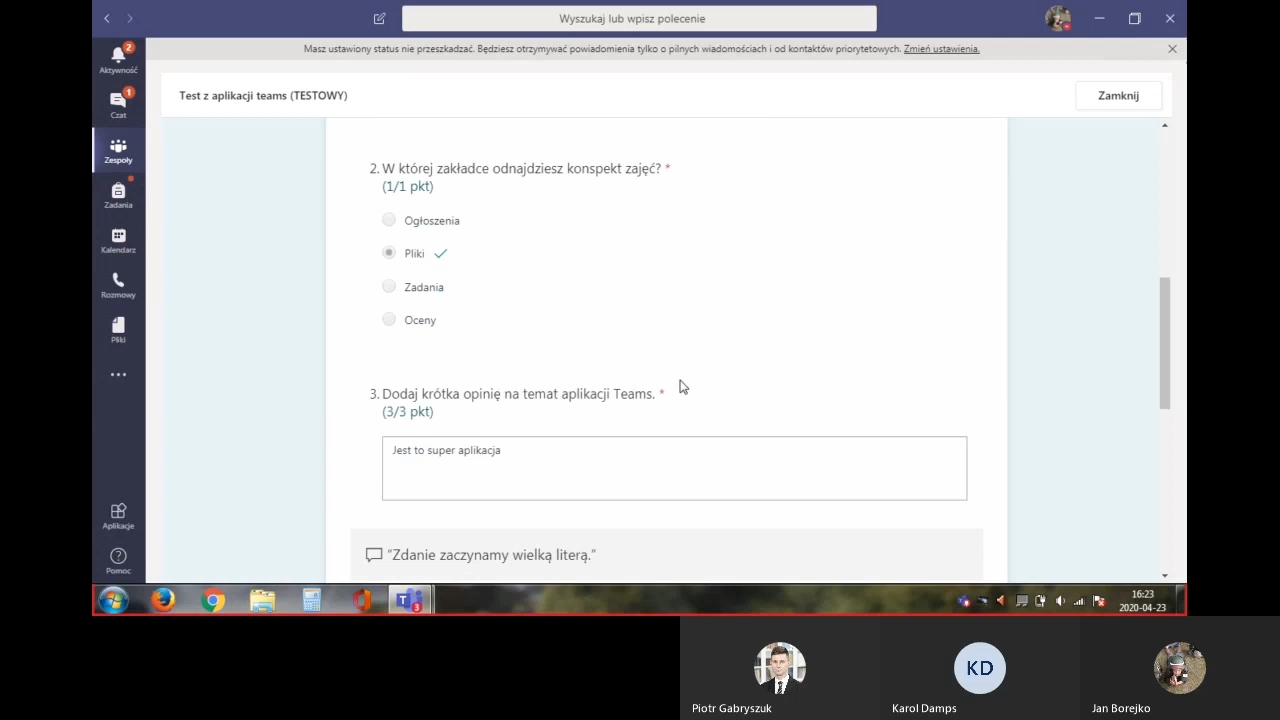 Wyszukaj lub wpisz polecenie
Masz ustawiony status nie przeszkadzać. Będziesz otrzymywać powiadomienia tylko o pilnych wiadomościach i od kontaktów priorytetowych. Zmień ustawienia.
2
Aktywność
1
Czat
Zespoły
Zadania
Kalendarz
Rozmowy
Pliki
Aplikacje
Pomoc
Test z aplikacji teams (TESTOWY)
Zamknij
2. W której zakładce odnajdziesz konspekt zajęć? *
(1/1 pkt)
Ogłoszenia
Pliki
Zadania
Oceny
3. Dodaj krótka opinię na temat aplikacji Teams. *
(3/3 pkt)
Jest to super aplikacja
"Zdanie zaczynamy wielką literą."
T
3
16:23
2020-04-23
KD
Piotr Gabryszuk
Karol Damps
Jan Borejko